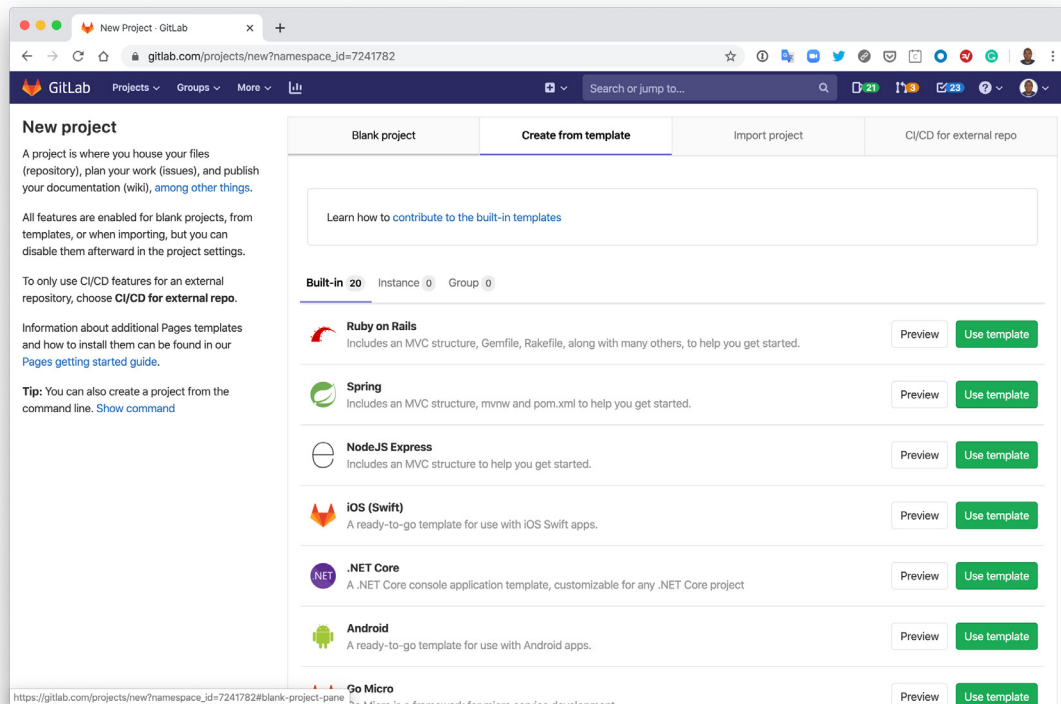 New Project · GitLab
gitlab.com/projects/new?namespace_id=7241782
GitLab Projects Groups More Search or jump to... 21 13 23
New project
A project is where you house your files
(repository), plan your work (issues), and publish
your documentation (wiki), among other things.
All features are enabled for blank projects, from
templates, or when importing, but you can
disable them afterward in the project settings.
To only use CI/CD features for an external
repository, choose CI/CD for external repo.
Information about additional Pages templates
and how to install them can be found in our
Pages getting started guide.
Tip: You can also create a project from the
command line. Show command
Blank project Create from template Import project CI/CD for external repo
Learn how to contribute to the built-in templates
Built-in 20 Instance 0 Group 0
Ruby on Rails
Includes an MVC structure, Gemfile, Rakefile, along with many others, to help you get started.
Preview Use template
Spring
Includes an MVC structure, mvnw and pom.xml to help you get started.
Preview Use template
NodeJS Express
Includes an MVC structure to help you get started.
Preview Use template
iOS (Swift)
A ready-to-go template for use with iOS Swift apps.
Preview Use template
.NET
.NET Core
A .NET Core console application template, customizable for any .NET Core project
Preview Use template
Android
A ready-to-go template for use with Android apps.
Preview Use template
Go Micro
Preview Use template
https://gitlab.com/projects/new?namespace_id=7241782#blank-project-pane